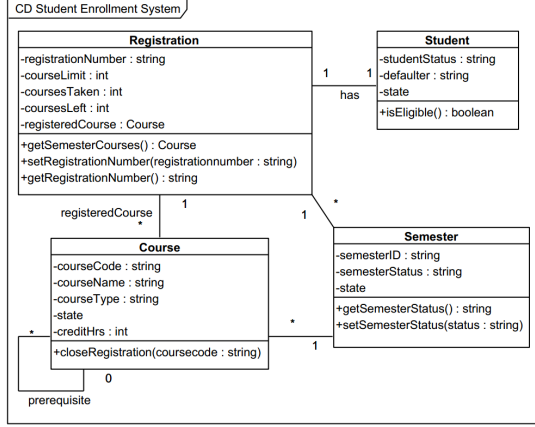 CD Student Enrollment System
Registration
-registrationNumber : string
-courseLimit : int
-coursesTaken : int
-coursesLeft : int
-registeredCourse : Course
+getSemesterCourses() : Course
+setRegistrationNumber(registrationnumber : string)
+getRegistrationNumber() : string
1
1
has
Student
-studentStatus : string
-defaulter : string
-state
+isEligible() : boolean
registeredCourse
1
*
1
*
Course
-courseCode : string
-courseName : string
-courseType : string
-state
-creditHrs : int
+closeRegistration(coursecode : string)
Semester
-semesterID : string
-semesterStatus : string
-state
+getSemesterStatus() : string
+setSemesterStatus(status : string)
*
1
*
0
prerequisite